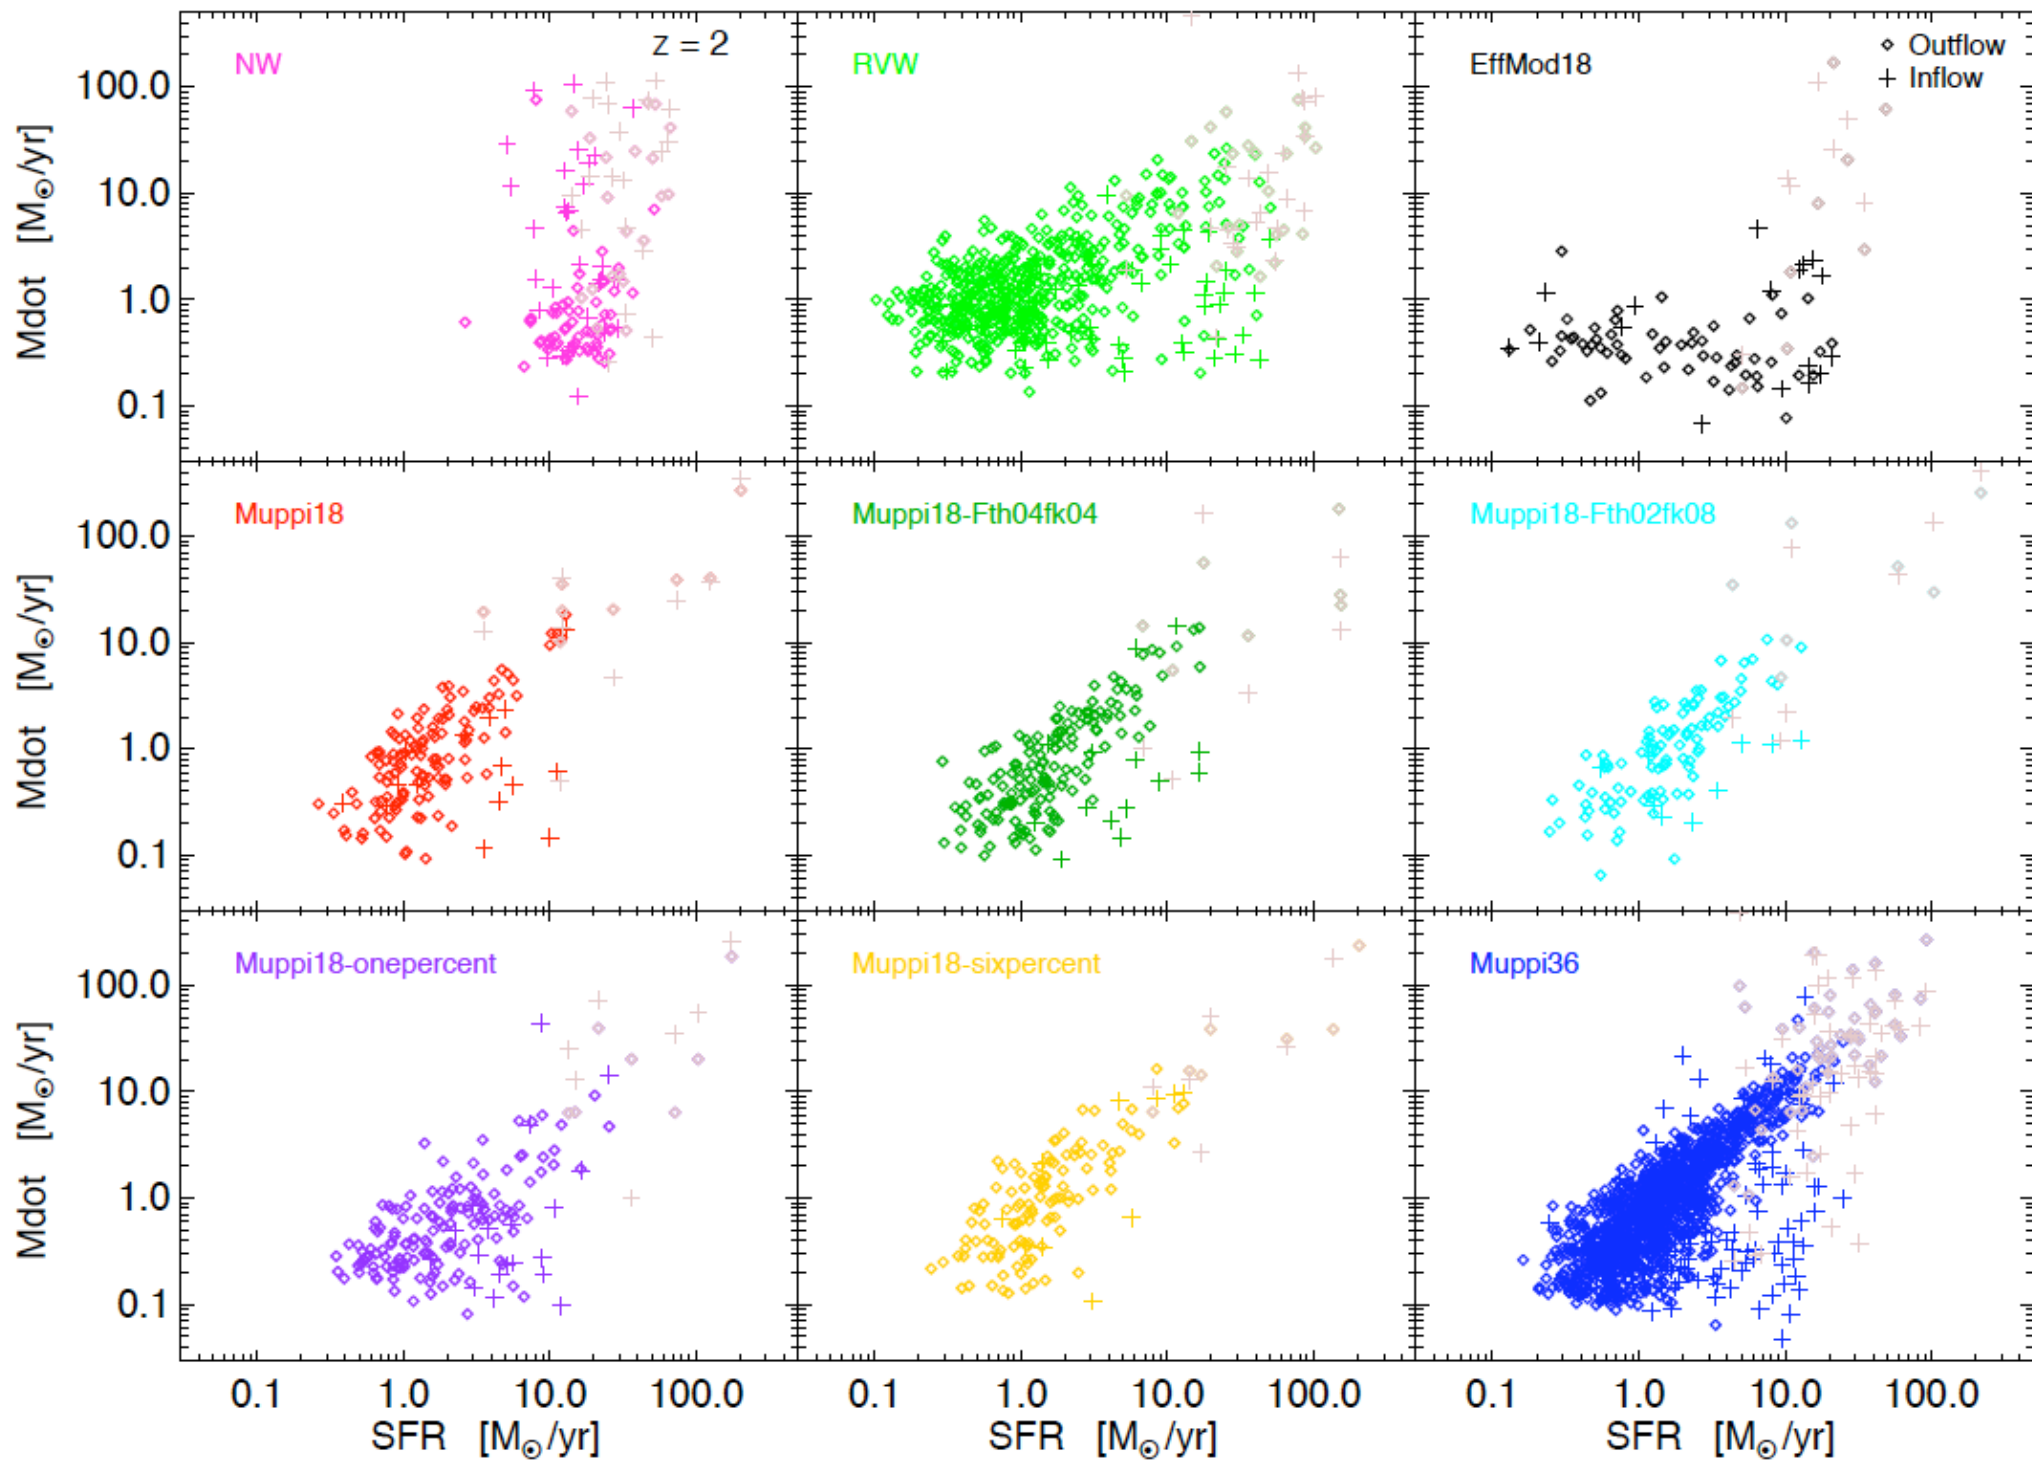 NW
z = 2
RVW
EffMod18
Outflow
Inflow
100.0
10.0
1.0
0.1
Mdot [M☉/yr]
Muppi18
Muppi18-Fth04fk04
Muppi18-Fth02fk08
100.0
10.0
1.0
0.1
Mdot [M☉/yr]
Muppi18-onepercent
Muppi18-sixpercent
Muppi36
100.0
10.0
1.0
0.1
Mdot [M☉/yr]
0.1 1.0 10.0 100.0
0.1 1.0 10.0 100.0
0.1 1.0 10.0 100.0
SFR [M☉/yr]
SFR [M☉/yr]
SFR [M☉/yr]